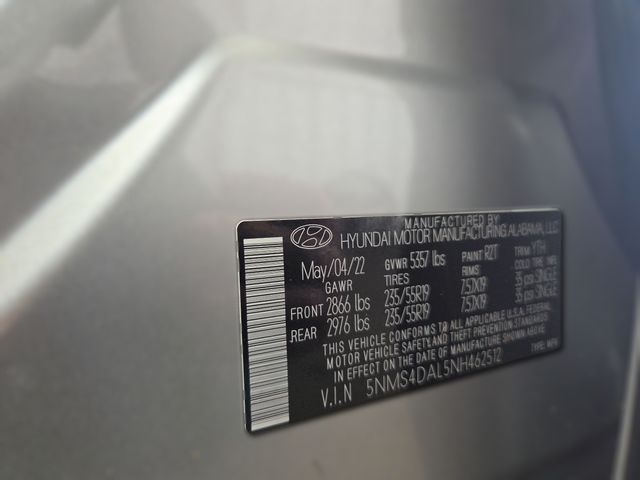 MANUFACTURED BY
HYUNDAI MOTOR MANUFACTURING ALABAMA, LLC
May/04/22 GVWR 5357 lbs PAINT R2T TRIM YTH
GAWR TIRES RIMS COLD TIRE
FRONT 2866 lbs 235/55R19 7.5JX19 35 psi SINGLE
REAR 2976 lbs 235/55R19 7.5JX19 35 psi SINGLE
THIS VEHICLE CONFORMS TO ALL APPLICABLE U.S.A. FEDERAL
MOTOR VEHICLE SAFETY AND THEFT PREVENTION STANDARDS
IN EFFECT ON THE DATE OF MANUFACTURE SHOWN ABOVE.
V.I.N 5NMS4DAL5NH462512 TYPE: MPV